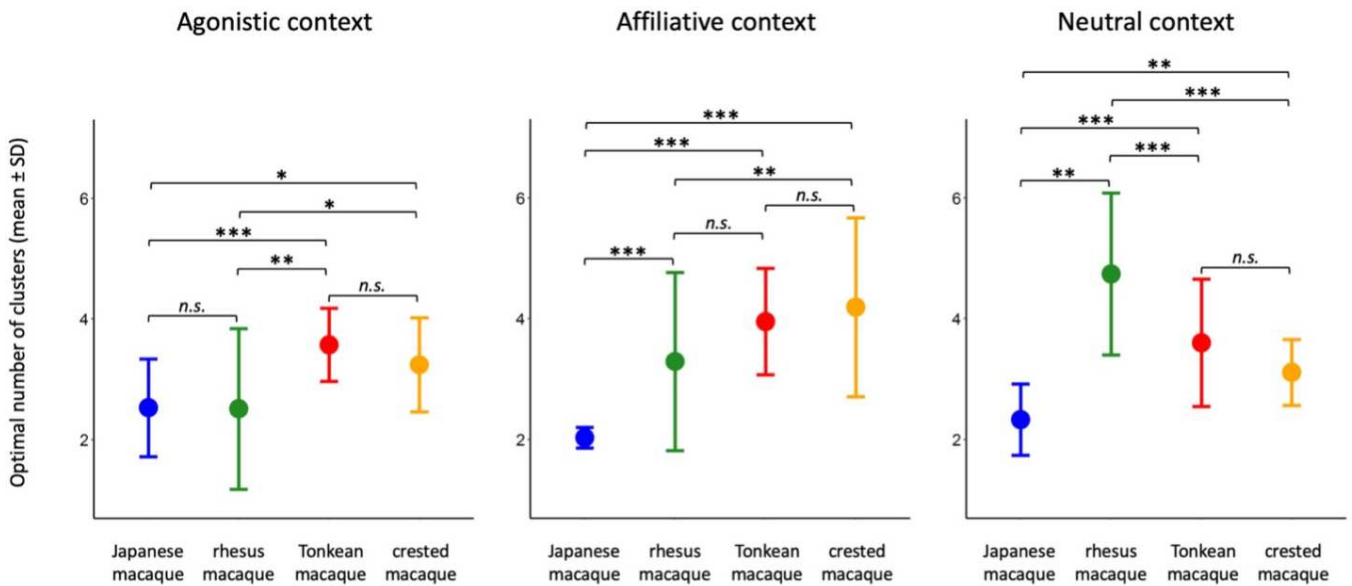 Agonistic context
Affiliative context
Neutral context
Optimal number of clusters (mean ± SD)
6
4
2
*
*
***
**
n.s.
n.s.
Japanese
macaque
rhesus
macaque
Tonkean
macaque
crested
macaque
6
4
2
***
***
**
n.s.
n.s.
***
Japanese
macaque
rhesus
macaque
Tonkean
macaque
crested
macaque
6
4
2
**
***
***
***
**
n.s.
Japanese
macaque
rhesus
macaque
Tonkean
macaque
crested
macaque